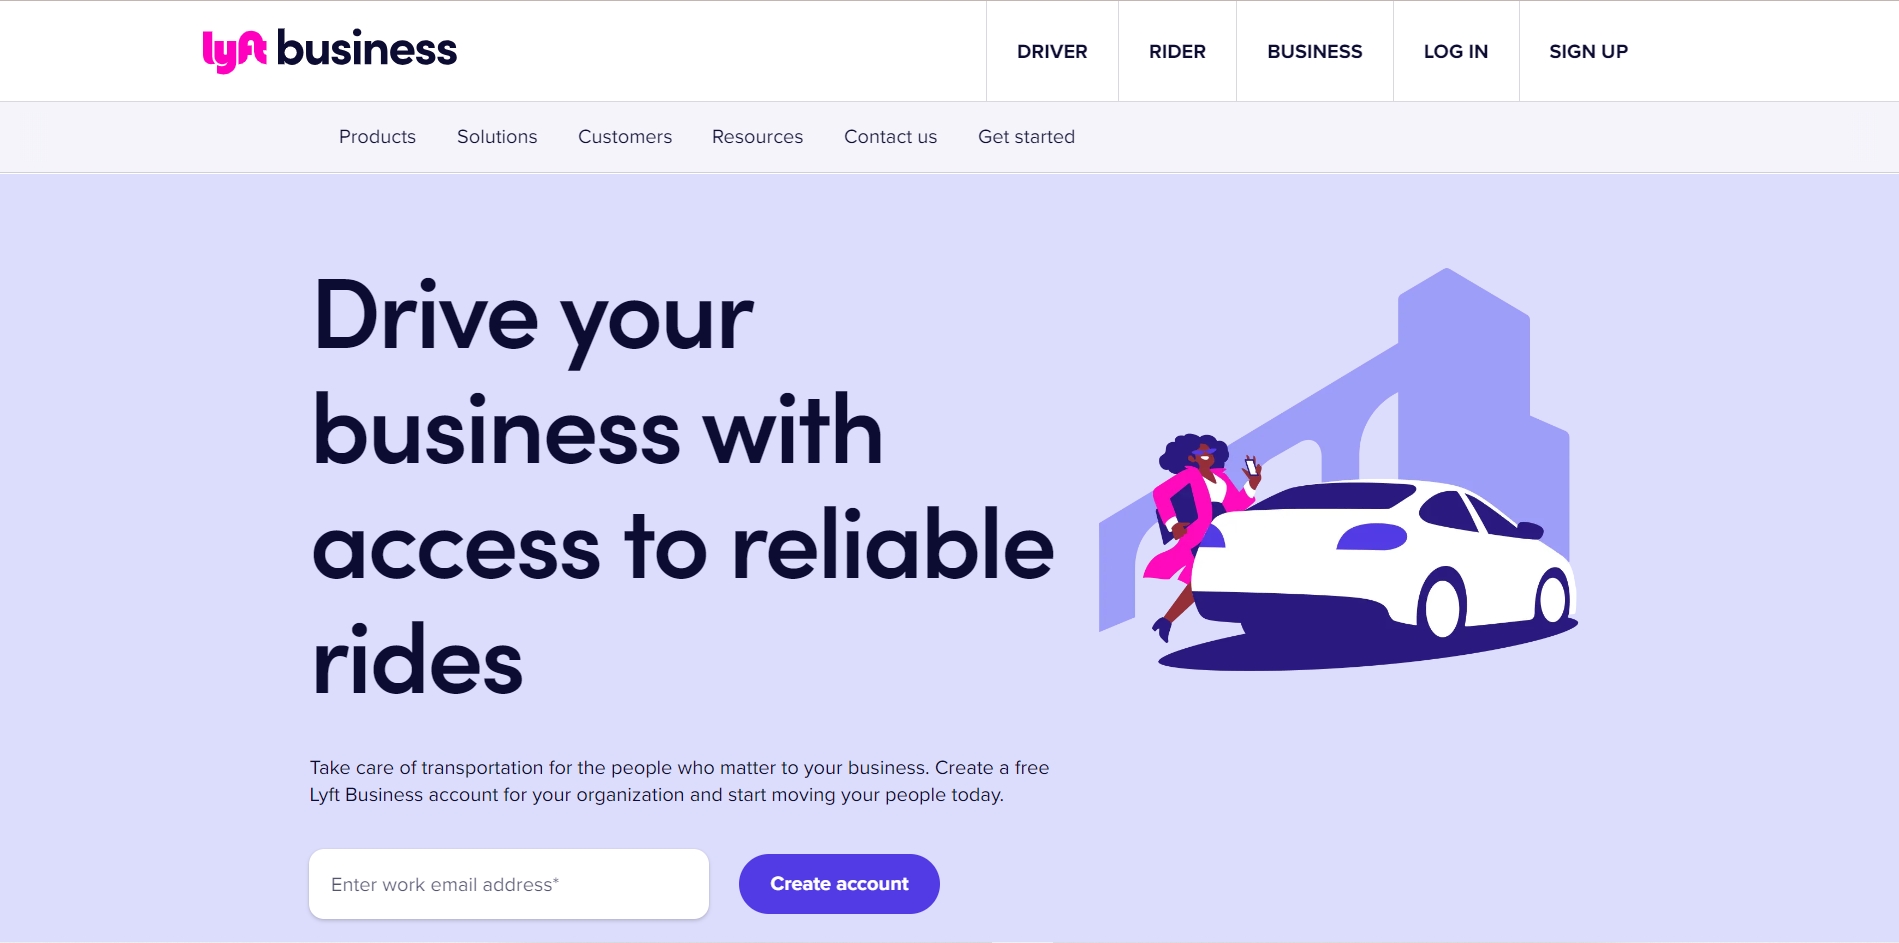 lyft business
DRIVER
RIDER
BUSINESS
LOG IN
SIGN UP
Products
Solutions
Customers
Resources
Contact us
Get started
Drive your
business with
access to reliable
rides
Take care of transportation for the people who matter to your business. Create a free
Lyft Business account for your organization and start moving your people today.
Enter work email address*
Create account